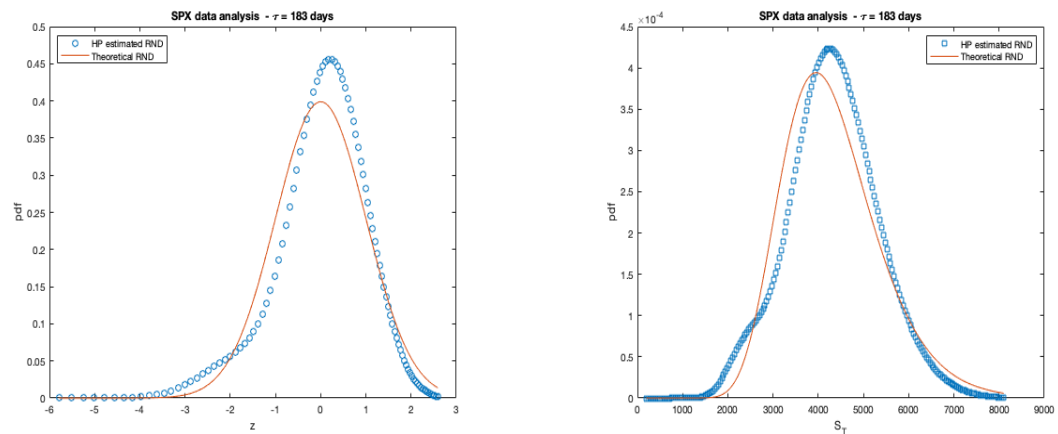 SPX data analysis - τ = 183 days
HP estimated RND
Theoretical RND
0.5
0.45
0.4
0.35
0.3
0.25
0.2
0.15
0.1
0.05
0
pdf
-6 -5 -4 -3 -2 -1 0 1 2 3
z
SPX data analysis - τ = 183 days
×10⁻⁴
HP estimated RND
Theoretical RND
4.5
4
3.5
3
2.5
2
1.5
1
0.5
0
pdf
0 1000 2000 3000 4000 5000 6000 7000 8000 9000
S_T